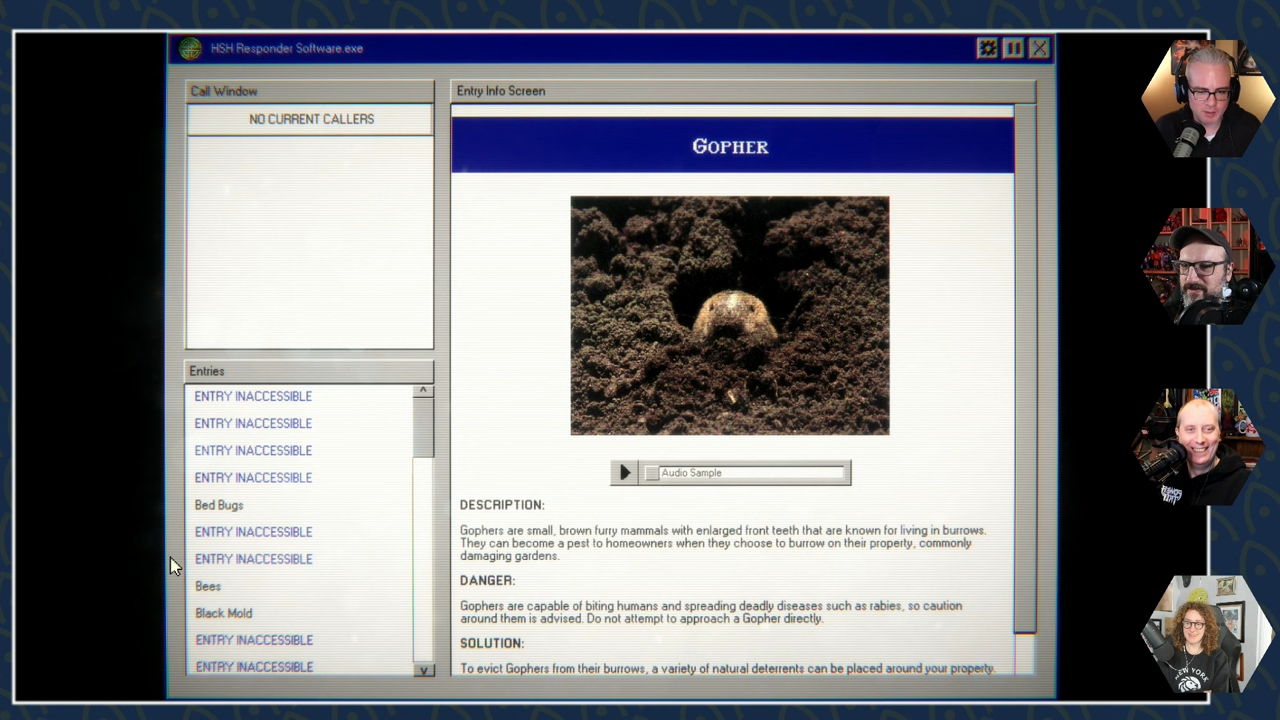 HSH Responder Software.exe
Call Window
NO CURRENT CALLERS
Entries
ENTRY INACCESSIBLE
ENTRY INACCESSIBLE
ENTRY INACCESSIBLE
ENTRY INACCESSIBLE
Bed Bugs
ENTRY INACCESSIBLE
ENTRY INACCESSIBLE
Bees
Black Mold
ENTRY INACCESSIBLE
ENTRY INACCESSIBLE
Entry Info Screen
GOPHER
Audio Sample
DESCRIPTION:
Gophers are small, brown furry mammals with enlarged front teeth that are known for living in burrows.
They can become a pest to homeowners when they choose to burrow on their property, commonly
damaging gardens.
DANGER:
Gophers are capable of biting humans and spreading deadly diseases such as rabies, so caution
around them is advised. Do not attempt to approach a Gopher directly.
SOLUTION:
To evict Gophers from their burrows, a variety of natural deterrents can be placed around your property.
NEW YORK